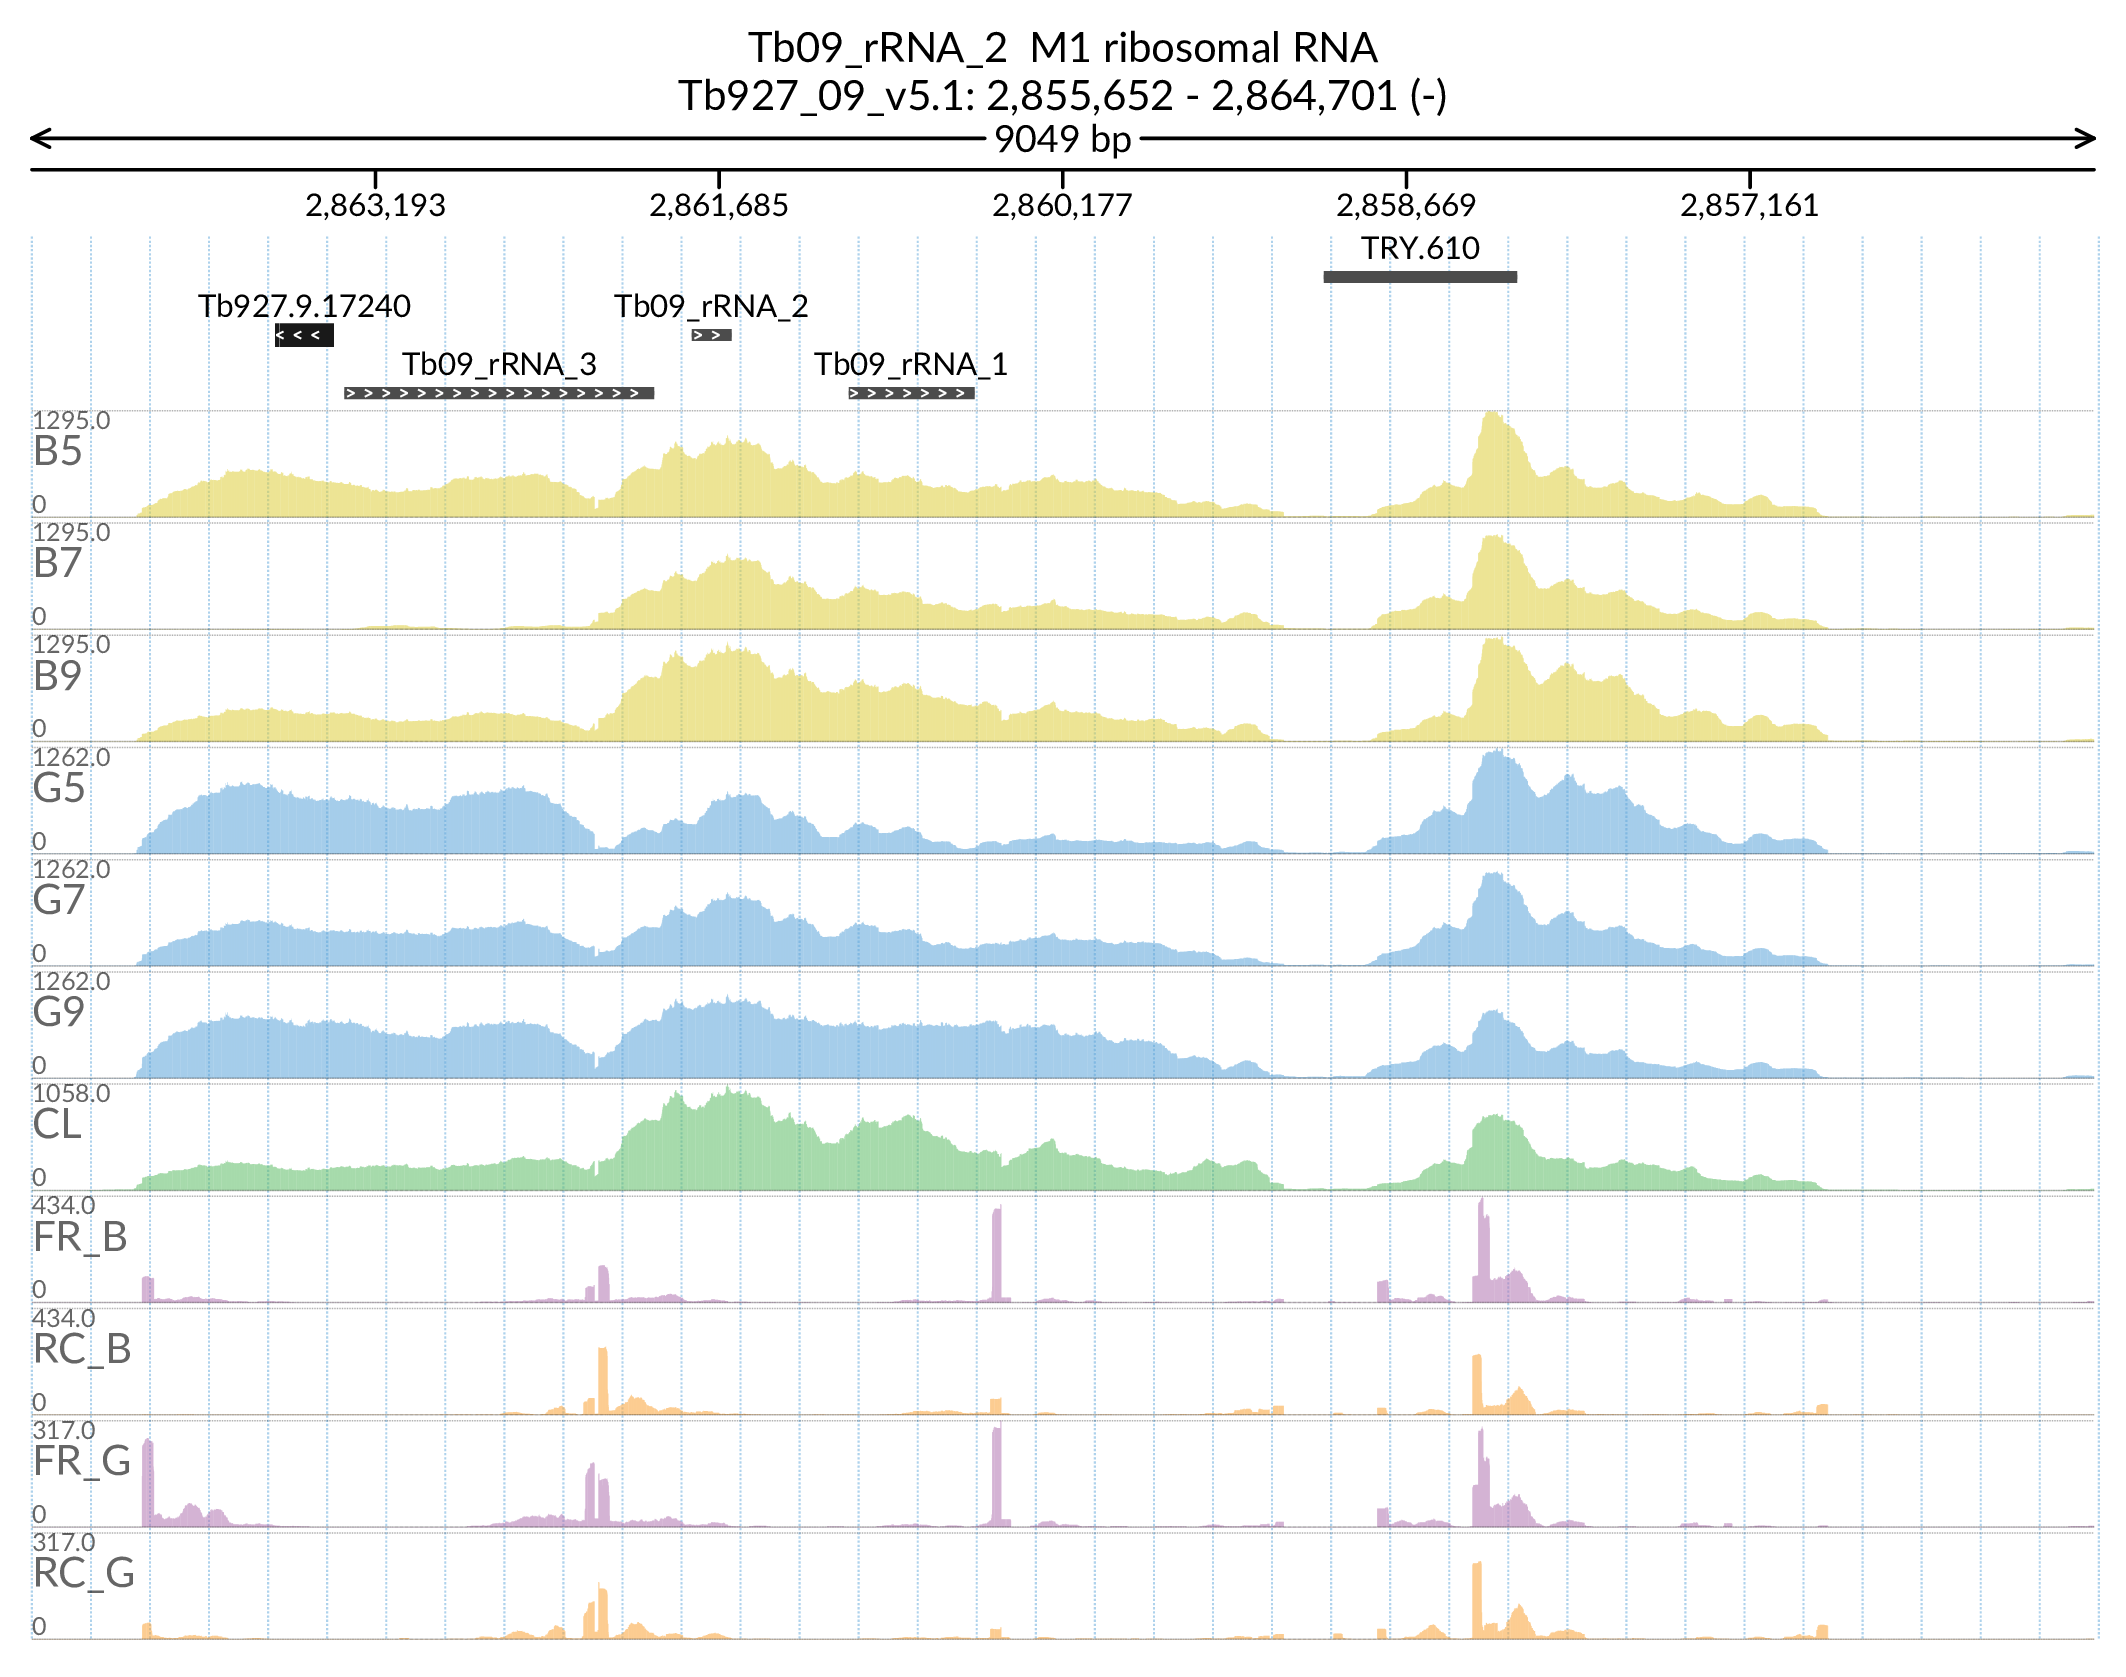 Tb09_rRNA_2  M1 ribosomal RNA
Tb927_09_v5.1: 2,855,652 - 2,864,701 (-)
9049 bp
2,863,193 2,861,685 2,860,177 2,858,669 2,857,161
TRY.610
Tb927.9.17240 Tb09_rRNA_2
< < < > >
Tb09_rRNA_3 Tb09_rRNA_1
> > > > > > > > > > > > > > > > > > > > > > > >
1295.0
B5
0
1295.0
B7
0
1295.0
B9
0
1262.0
G5
0
1262.0
G7
0
1262.0
G9
0
1058.0
CL
0
434.0
FR_B
0
434.0
RC_B
0
317.0
FR_G
0
317.0
RC_G
0